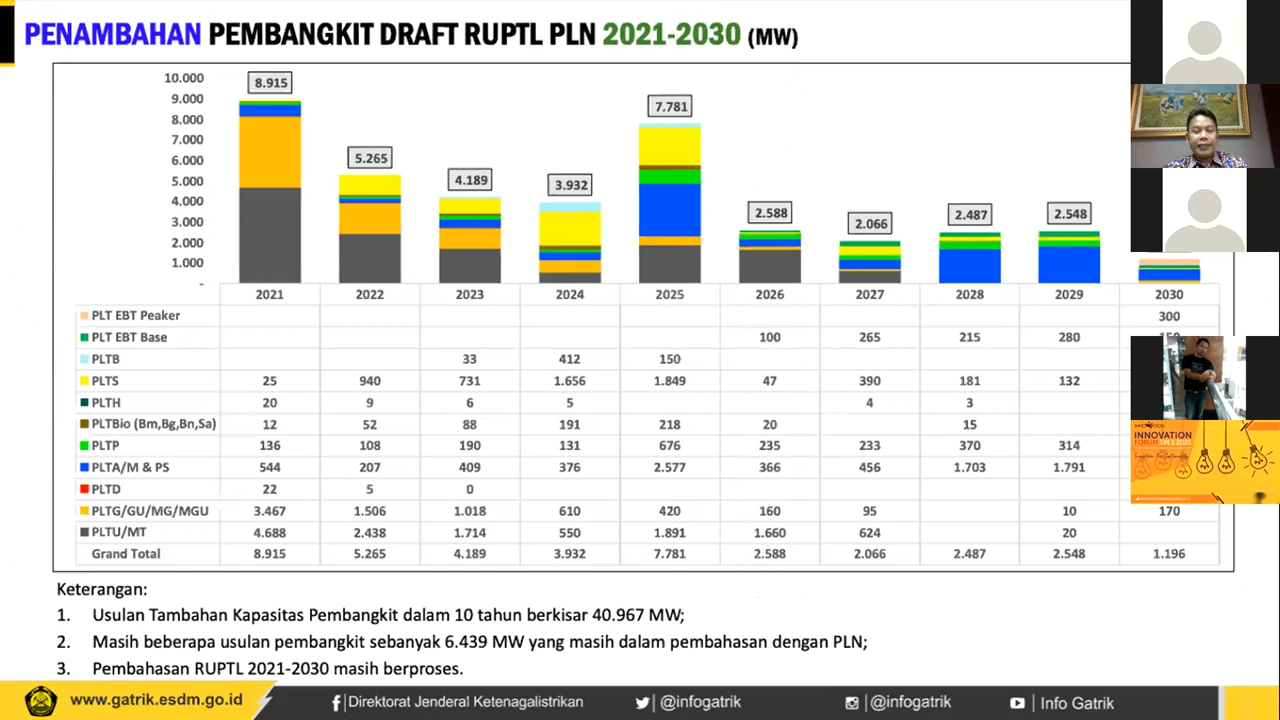 PENAMBAHAN PEMBANGKIT DRAFT RUPTL PLN 2021-2030 (MW)
10.000
9.000
8.000
7.000
6.000
5.000
4.000
3.000
2.000
1.000
-
8.915
5.265
4.189
3.932
7.781
2.588
2.066
2.487
2.548
2021 2022 2023 2024 2025 2026 2027 2028 2029 2030
PLT EBT Peaker 300
PLT EBT Base 100 265 215 280
PLTB 33 412 150
PLTS 25 940 731 1.656 1.849 47 390 181 132
PLTH 20 9 6 5 4 3
PLTBio (Bm,Bg,Bn,Sa) 12 52 88 191 218 20 15
PLTP 136 108 190 131 676 235 233 370 314
PLTA/M & PS 544 207 409 376 2.577 366 456 1.703 1.791
PLTD 22 5 0
PLTG/GU/MG/MGU 3.467 1.506 1.018 610 420 160 95 10 170
PLTU/MT 4.688 2.438 1.714 550 1.891 1.660 624 20
Grand Total 8.915 5.265 4.189 3.932 7.781 2.588 2.066 2.487 2.548 1.196
INNOVATION
FORUM SM 1 2021
Keterangan:
1. Usulan Tambahan Kapasitas Pembangkit dalam 10 tahun berkisar 40.967 MW;
2. Masih beberapa usulan pembangkit sebanyak 6.439 MW yang masih dalam pembahasan dengan PLN;
3. Pembahasan RUPTL 2021-2030 masih berproses.
www.gatrik.esdm.go.id
Direktorat Jenderal Ketenagalistrikan
@infogatrik
@infogatrik
Info Gatrik